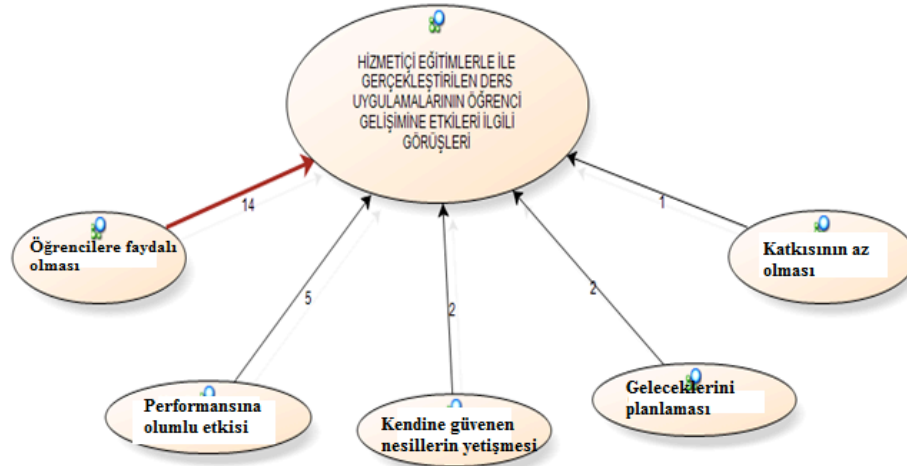 HİZMETİÇİ EĞİTİMLERLE İLE
GERÇEKLEŞTİRİLEN DERS
UYGULAMALARININ ÖĞRENCİ
GELİŞİMİNE ETKİLERİ İLGİLİ
GÖRÜŞLERİ
14
1
5
2
2
Öğrencilere faydalı
olması
Katkısının az
olması
Performansına
olumlu etkisi
Kendine güvenen
nesillerin yetişmesi
Geleceklerini
planlaması